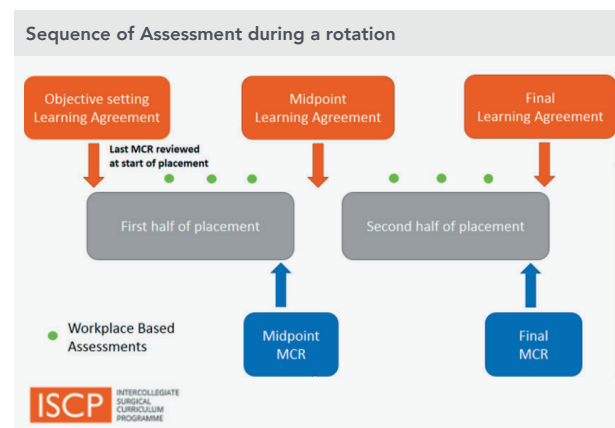 Sequence of Assessment during a rotation
Objective setting
Learning Agreement
Midpoint
Learning Agreement
Final
Learning Agreement
Last MCR reviewed
at start of placement
First half of placement
Second half of placement
Workplace Based
Assessments
Midpoint
MCR
Final
MCR
ISCP
INTERCOLLEGIATE
SURGICAL
CURRICULUM
PROGRAMME